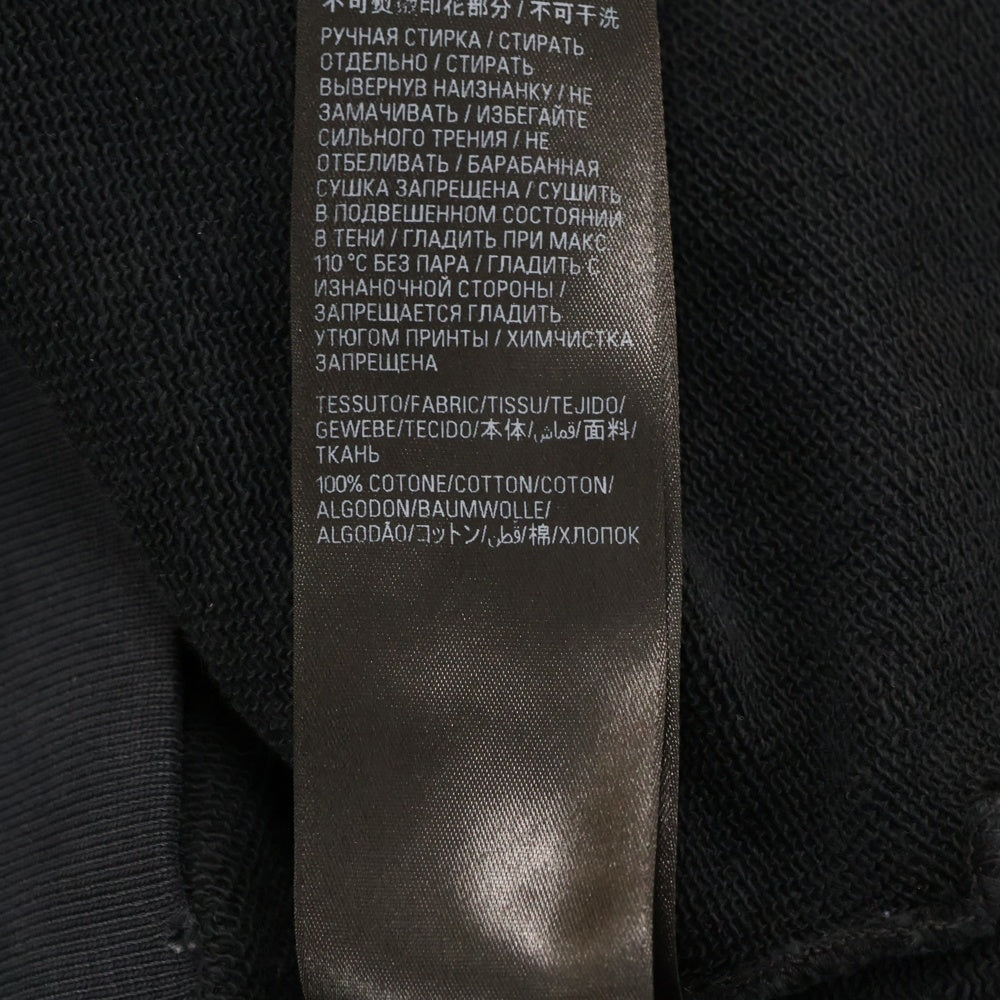 不可熨烫印花部分 / 不可干洗
РУЧНАЯ СТИРКА / СТИРАТЬ
ОТДЕЛЬНО / СТИРАТЬ
ВЫВЕРНУВ НАИЗНАНКУ / НЕ
ЗАМАЧИВАТЬ / ИЗБЕГАЙТЕ
СИЛЬНОГО ТРЕНИЯ / НЕ
ОТБЕЛИВАТЬ / БАРАБАННАЯ
СУШКА ЗАПРЕЩЕНА / СУШИТЬ
В ПОДВЕШЕННОМ СОСТОЯНИИ
В ТЕНИ / ГЛАДИТЬ ПРИ МАКС.
110 °C БЕЗ ПАРА / ГЛАДИТЬ С
ИЗНАНОЧНОЙ СТОРОНЫ /
ЗАПРЕЩАЕТСЯ ГЛАДИТЬ
УТЮГОМ ПРИНТЫ / ХИМЧИСТКА
ЗАПРЕЩЕНА
TESSUTO/FABRIC/TISSU/TEJIDO/
GEWEBE/TECIDO/本体/قماش/面料/
ТКАНЬ
100% COTONE/COTTON/COTON/
ALGODON/BAUMWOLLE/
ALGODÃO/コットン/قطن/棉/ХЛОПОК